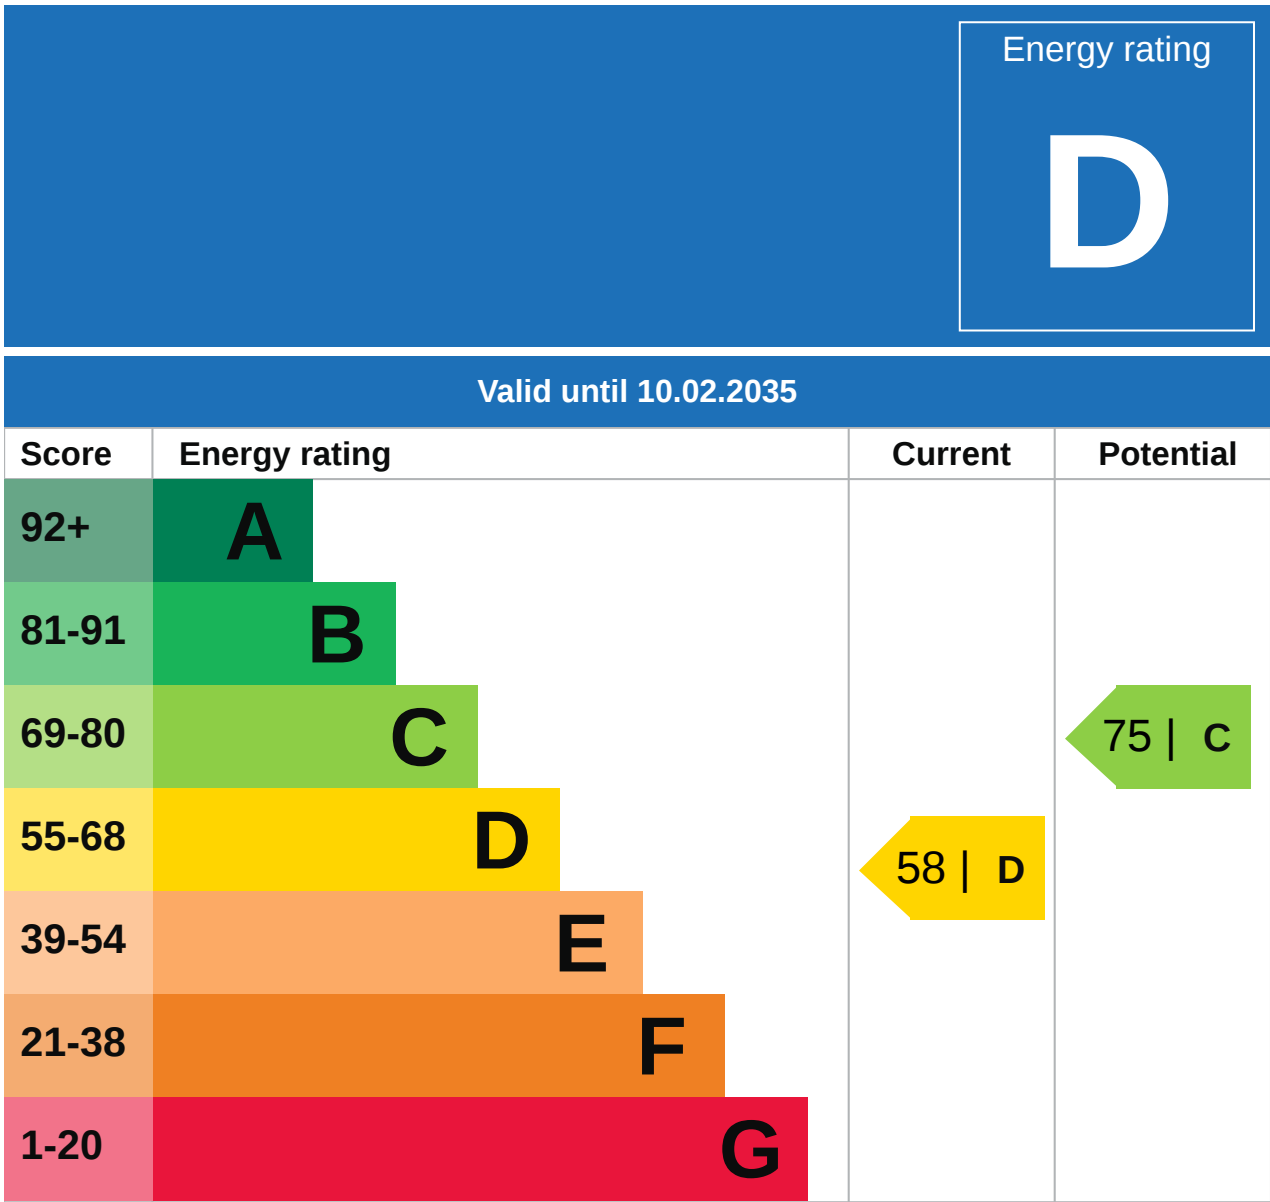 Energy rating
D
Valid until 10.02.2035
Score Energy rating Current Potential
92+ A
81-91 B
69-80 C 75 | C
55-68 D 58 | D
39-54 E
21-38 F
1-20 G